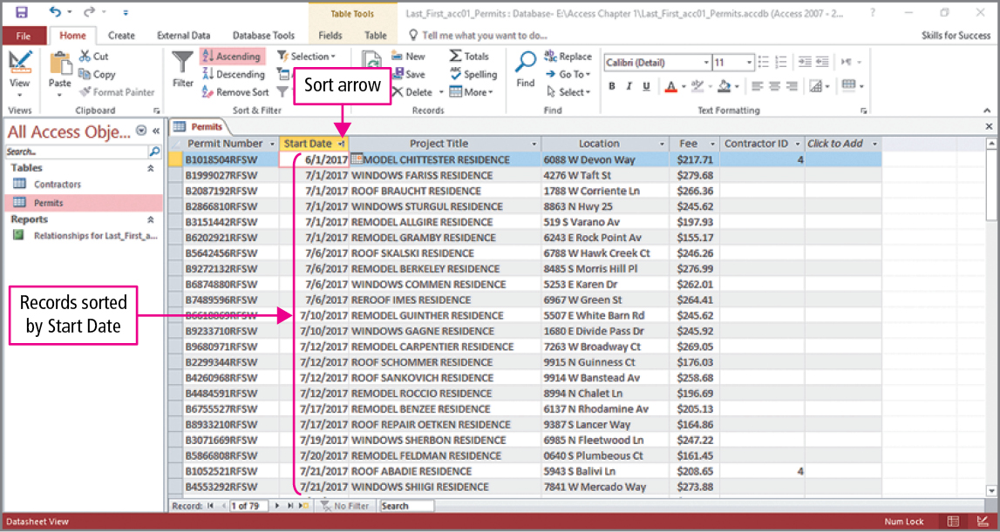 Table Tools
Last_First_acc01_Permits : Database- E:\Access Chapter 1\Last_First_acc01_Permits.accdb (Access 2007 - 2...
?
File
Home
Create
External Data
Database Tools
Fields
Table
Tell me what you want to do...
Skills for Success
View
Paste
Cut
Copy
Format Painter
Filter
Ascending
Descending
Remove Sort
Selection
New
Save
Delete
Totals
Spelling
More
Find
Replace
Go To
Select
Calibri (Detail)
11
B I U
Views
Clipboard
Sort & Filter
Records
Find
Text Formatting
Sort arrow
All Access Obje...
Search...
Tables
Contractors
Permits
Reports
Relationships for Last_First_a...
Records sorted
by Start Date
Permits
Permit Number Start Date Project Title Location Fee Contractor ID Click to Add
B1018504RFSW 6/1/2017 MODEL CHITTESTER RESIDENCE 6088 W Devon Way $217.71 4
B1999027RFSW 7/1/2017 WINDOWS FARISS RESIDENCE 4276 W Taft St $279.68
B2087192RFSW 7/1/2017 ROOF BRAUCHT RESIDENCE 1788 W Corriente Ln $266.36
B2866810RFSW 7/1/2017 WINDOWS STURGUL RESIDENCE 8863 N Hwy 25 $245.62
B3151442RFSW 7/1/2017 REMODEL ALLGIRE RESIDENCE 519 S Varano Av $197.93
B6202921RFSW 7/1/2017 REMODEL GRAMBY RESIDENCE 6243 E Rock Point Av $155.17
B5642456RFSW 7/6/2017 ROOF SKALSKI RESIDENCE 6788 W Hawk Creek Ct $246.26
B9272132RFSW 7/6/2017 REMODEL BERKELEY RESIDENCE 8485 S Morris Hill Pl $276.99
B6874880RFSW 7/6/2017 WINDOWS COMMEN RESIDENCE 5253 E Karen Dr $262.01
B7489596RFSW 7/6/2017 REROOF IMES RESIDENCE 6967 W Green St $264.41
B6618869RFSW 7/10/2017 REMODEL GUINTHER RESIDENCE 5507 E White Barn Rd $245.62
B9233710RFSW 7/10/2017 WINDOWS GAGNE RESIDENCE 1680 E Divide Pass Dr $245.92
B9680971RFSW 7/12/2017 REMODEL CARPENTIER RESIDENCE 7263 W Broadway Ct $269.05
B2299344RFSW 7/12/2017 ROOF SCHOMMER RESIDENCE 9915 N Guinness Ct $176.03
B4260968RFSW 7/12/2017 ROOF SANKOVICH RESIDENCE 9914 W Banstead Av $258.68
B4484591RFSW 7/12/2017 REMODEL ROCCIO RESIDENCE 8994 N Chalet Ln $196.69
B6755527RFSW 7/17/2017 REMODEL BENZEE RESIDENCE 6137 N Rhodamine Av $205.13
B8933210RFSW 7/17/2017 ROOF REPAIR OETKEN RESIDENCE 9387 S Lancer Way $164.86
B3071669RFSW 7/19/2017 WINDOWS SHERBON RESIDENCE 6985 N Fleetwood Ln $247.22
B5866808RFSW 7/20/2017 REMODEL FELDMAN RESIDENCE 0640 S Plumbeous Ct $161.45
B1052521RFSW 7/21/2017 ROOF ABADIE RESIDENCE 5943 S Balivi Ln $208.65 4
B4553292RFSW 7/21/2017 WINDOWS SHIIGI RESIDENCE 7841 W Mercado Way $273.88
Record: 1 of 79 No Filter Search
Datasheet View
Num Lock